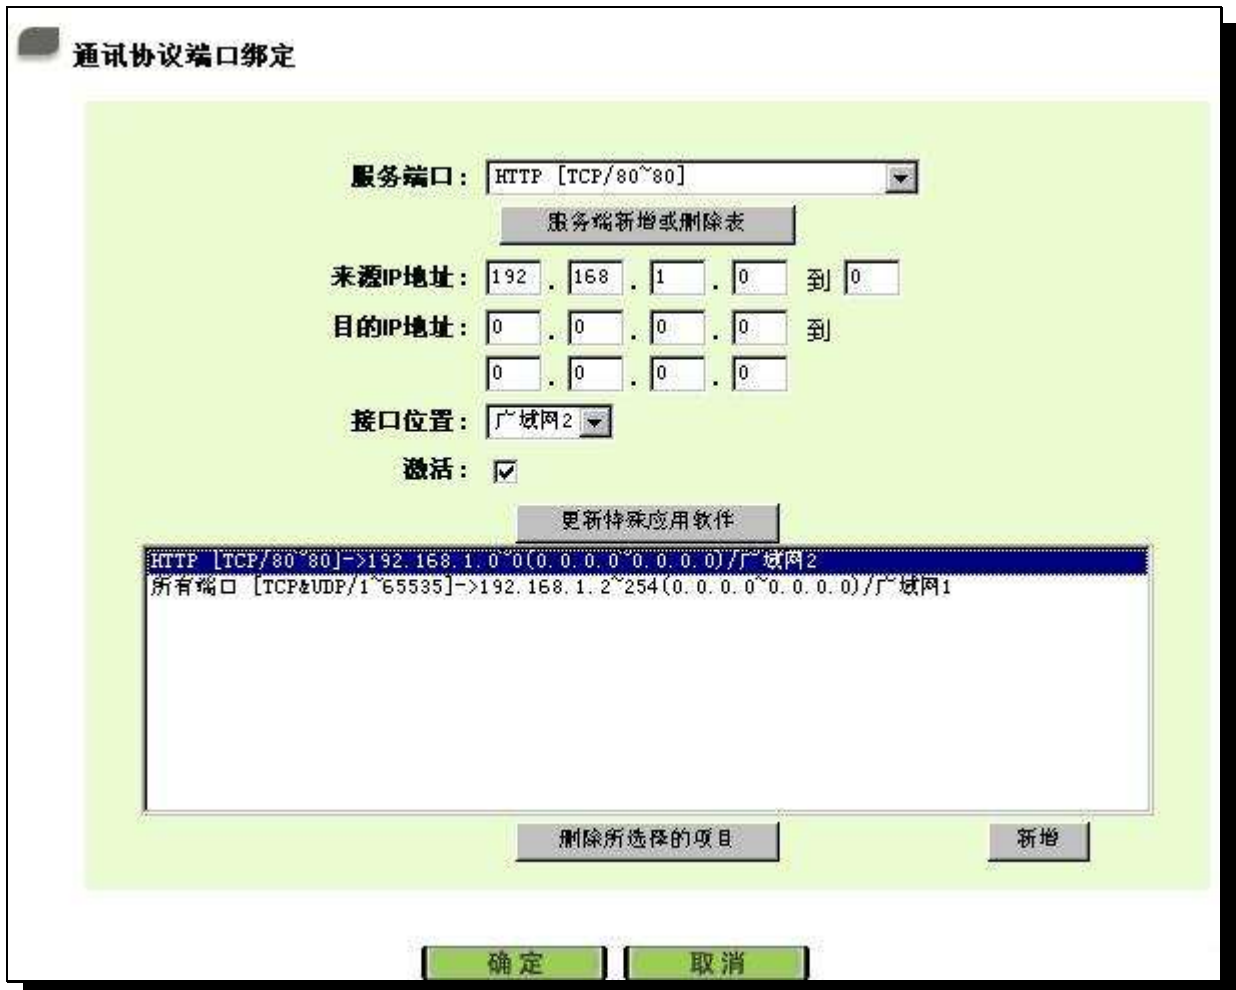 通讯协议端口绑定
服务端口： HTTP [TCP/80~80]
服务端新增或删除表
来源IP地址： 192 . 168 . 1 . 0 到 0
目的IP地址： 0 . 0 . 0 . 0 到
0 . 0 . 0 . 0
接口位置： 广域网2
激活：
更新特殊应用软件
HTTP [TCP/80~80]->192.168.1.0~0(0.0.0.0~0.0.0.0)/广域网2
所有端口 [TCP&UDP/1~65535]->192.168.1.2~254(0.0.0.0~0.0.0.0)/广域网1
删除所选择的项目 新增
确定 取消